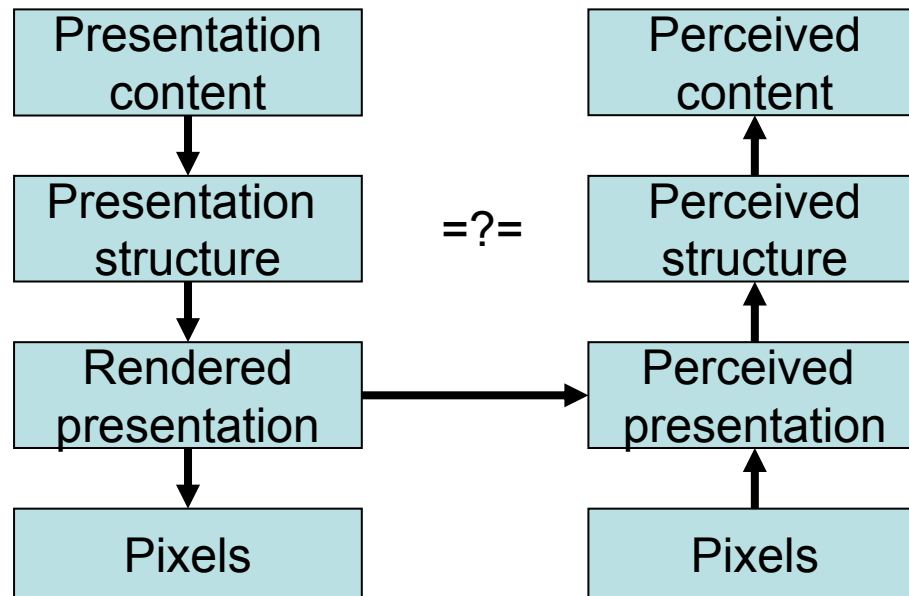 Presentation
content
Presentation
structure
Rendered
presentation
Pixels
=?=
Perceived
content
Perceived
structure
Perceived
presentation
Pixels